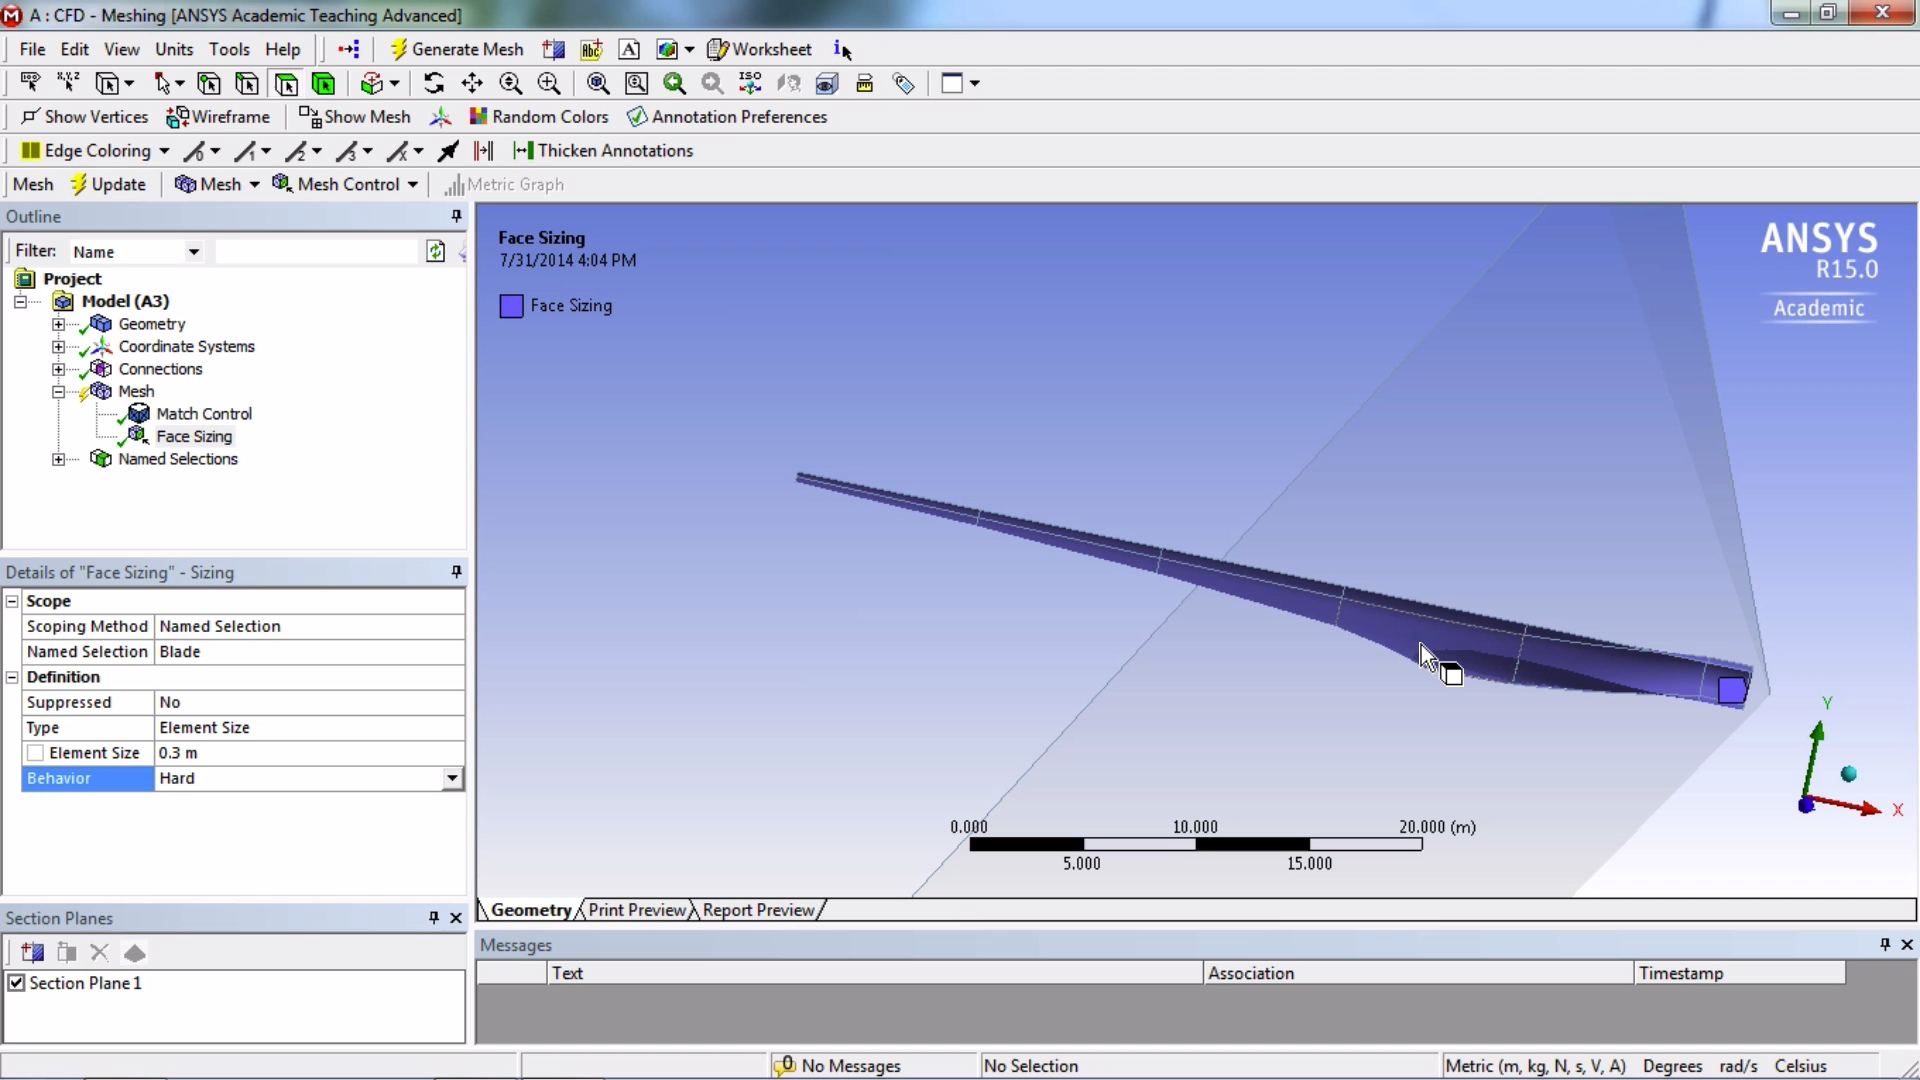 A : CFD - Meshing [ANSYS Academic Teaching Advanced]
File Edit View Units Tools Help Generate Mesh Worksheet
Show Vertices Wireframe Show Mesh Random Colors Annotation Preferences
Edge Coloring Thicken Annotations
Mesh Update Mesh Mesh Control Metric Graph
Outline
Filter: Name
Project
Model (A3)
Geometry
Coordinate Systems
Connections
Mesh
Match Control
Face Sizing
Named Selections
Details of "Face Sizing" - Sizing
Scope
Scoping Method Named Selection
Named Selection Blade
Definition
Suppressed No
Type Element Size
Element Size 0.3 m
Behavior Hard
Section Planes
Section Plane 1
Face Sizing
7/31/2014 4:04 PM
Face Sizing
ANSYS
R15.0
Academic
Y
X
0.000 10.000 20.000 (m)
5.000 15.000
Geometry Print Preview Report Preview
Messages
Text Association Timestamp
No Messages No Selection Metric (m, kg, N, s, V, A) Degrees rad/s Celsius